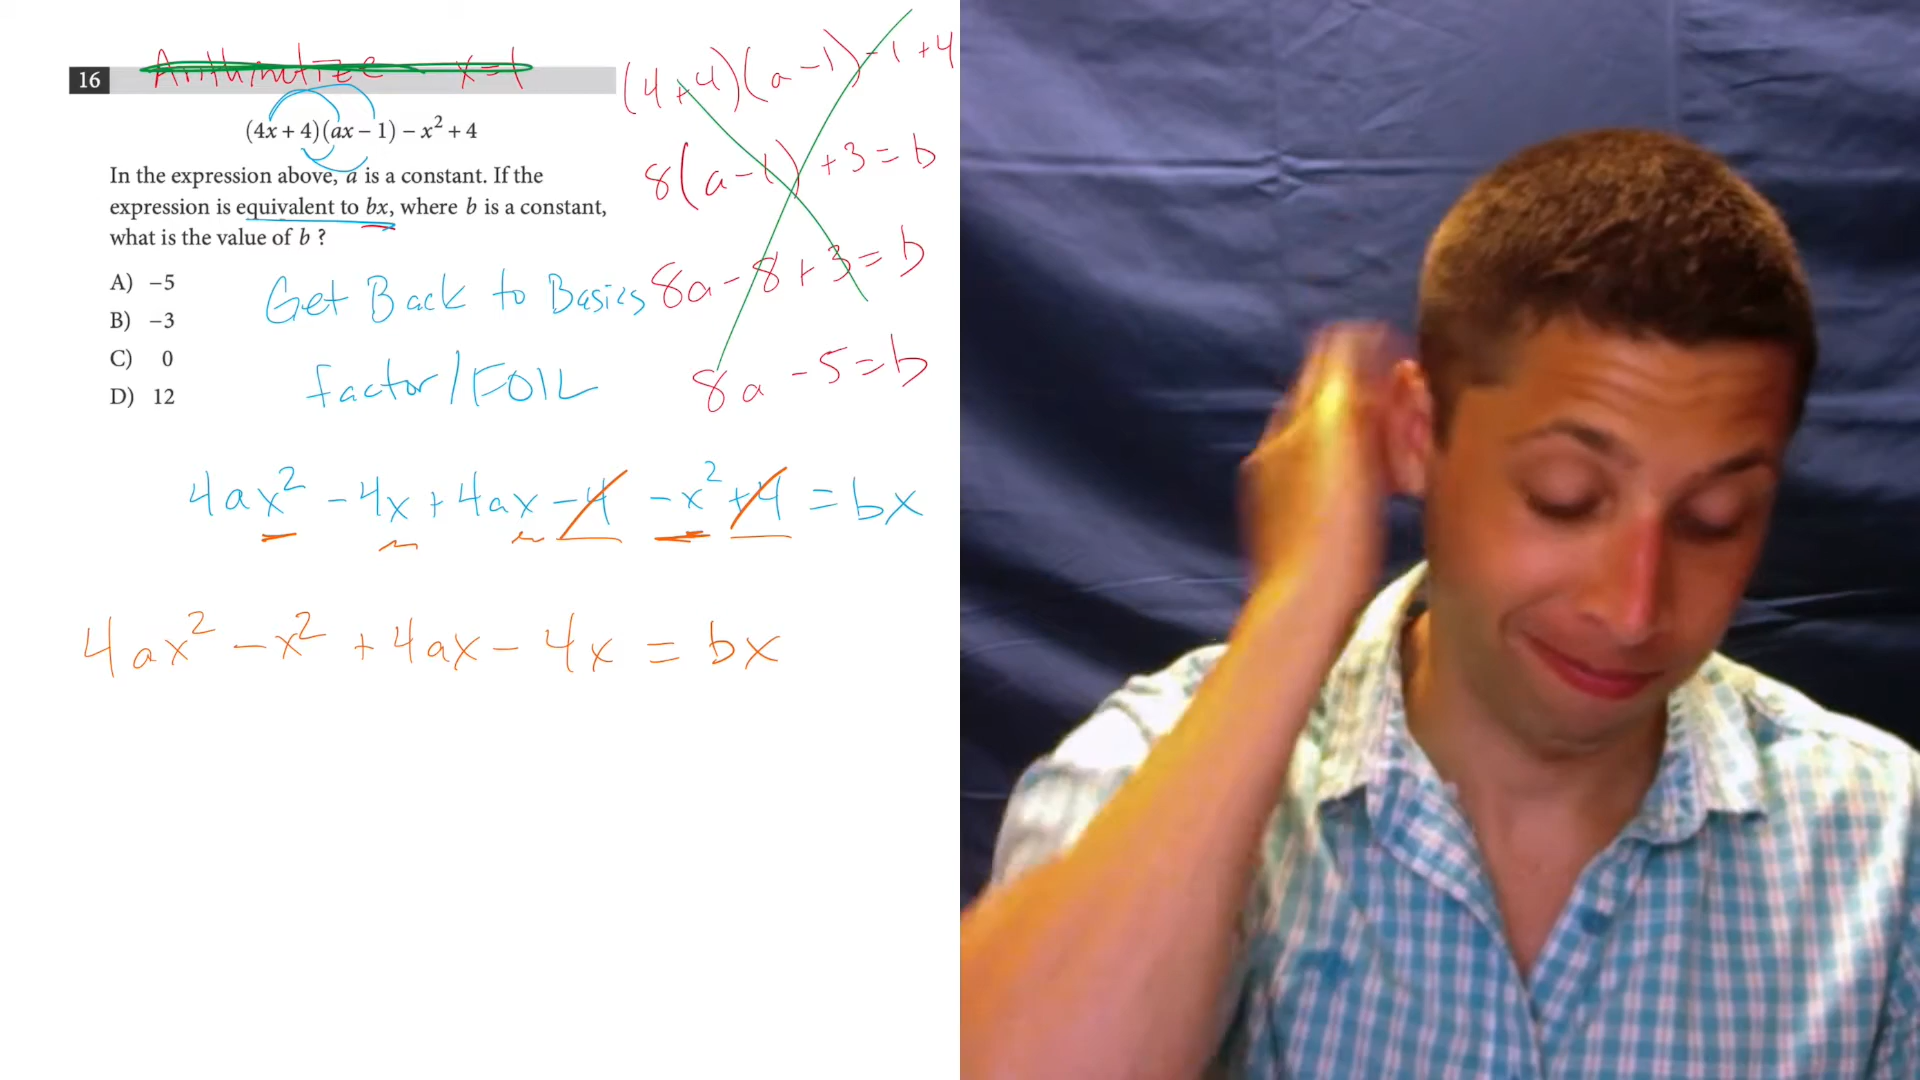 Arithmetize x=1
16
(4x + 4)(ax − 1) − x² + 4
In the expression above, a is a constant. If the
expression is equivalent to bx, where b is a constant,
what is the value of b ?
A) −5
B) −3
C) 0
D) 12
(4+4)(a-1)-1+4
8(a-1)+3=b
8a-8+3=b
8a-5=b
Get Back to Basics
factor/FOIL
4ax² -4x +4ax -4 -x² +4 = bx
4ax² - x² + 4ax - 4x = bx